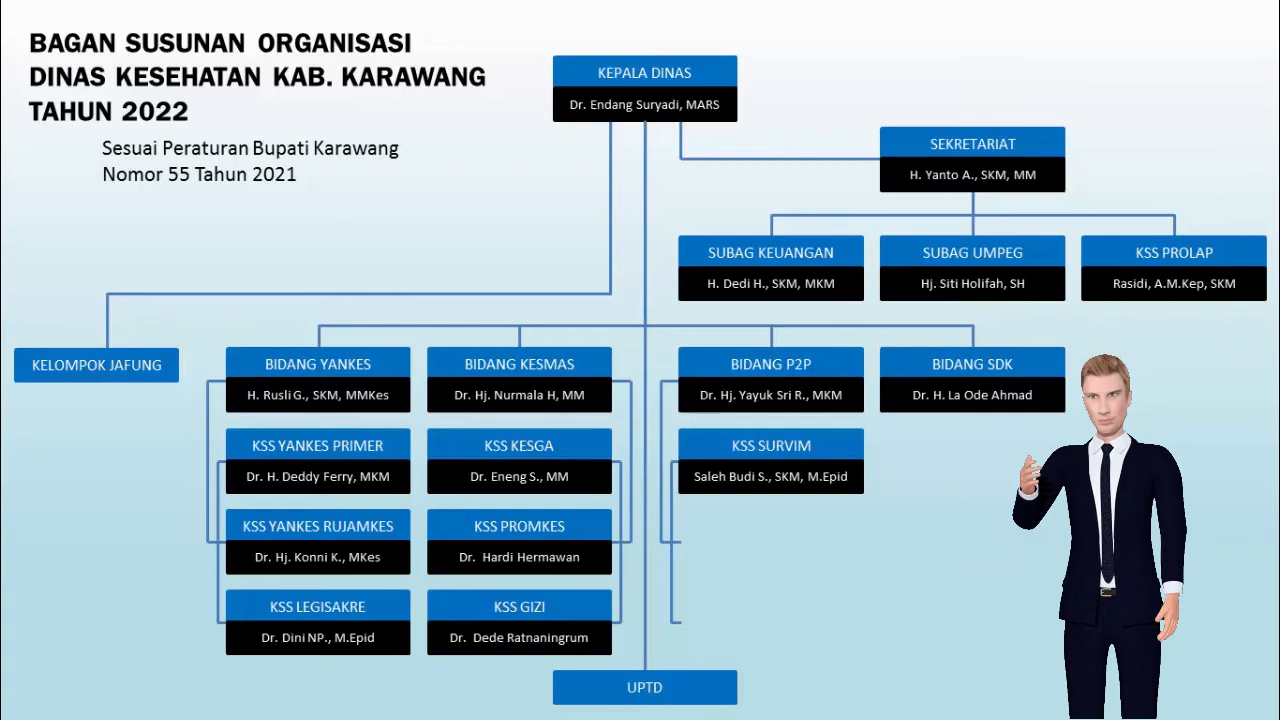 BAGAN SUSUNAN ORGANISASI
DINAS KESEHATAN KAB. KARAWANG
TAHUN 2022
Sesuai Peraturan Bupati Karawang
Nomor 55 Tahun 2021
KEPALA DINAS
Dr. Endang Suryadi, MARS
SEKRETARIAT
H. Yanto A., SKM, MM
SUBAG KEUANGAN
H. Dedi H., SKM, MKM
SUBAG UMPEG
Hj. Siti Holifah, SH
KSS PROLAP
Rasidi, A.M.Kep, SKM
KELOMPOK JAFUNG
BIDANG YANKES
H. Rusli G., SKM, MMKes
KSS YANKES PRIMER
Dr. H. Deddy Ferry, MKM
KSS YANKES RUJAMKES
Dr. Hj. Konni K., MKes
KSS LEGISAKRE
Dr. Dini NP., M.Epid
BIDANG KESMAS
Dr. Hj. Nurmala H, MM
KSS KESGA
Dr. Eneng S., MM
KSS PROMKES
Dr. Hardi Hermawan
KSS GIZI
Dr. Dede Ratnaningrum
BIDANG P2P
Dr. Hj. Yayuk Sri R., MKM
KSS SURVIM
Saleh Budi S., SKM, M.Epid
BIDANG SDK
Dr. H. La Ode Ahmad
UPTD